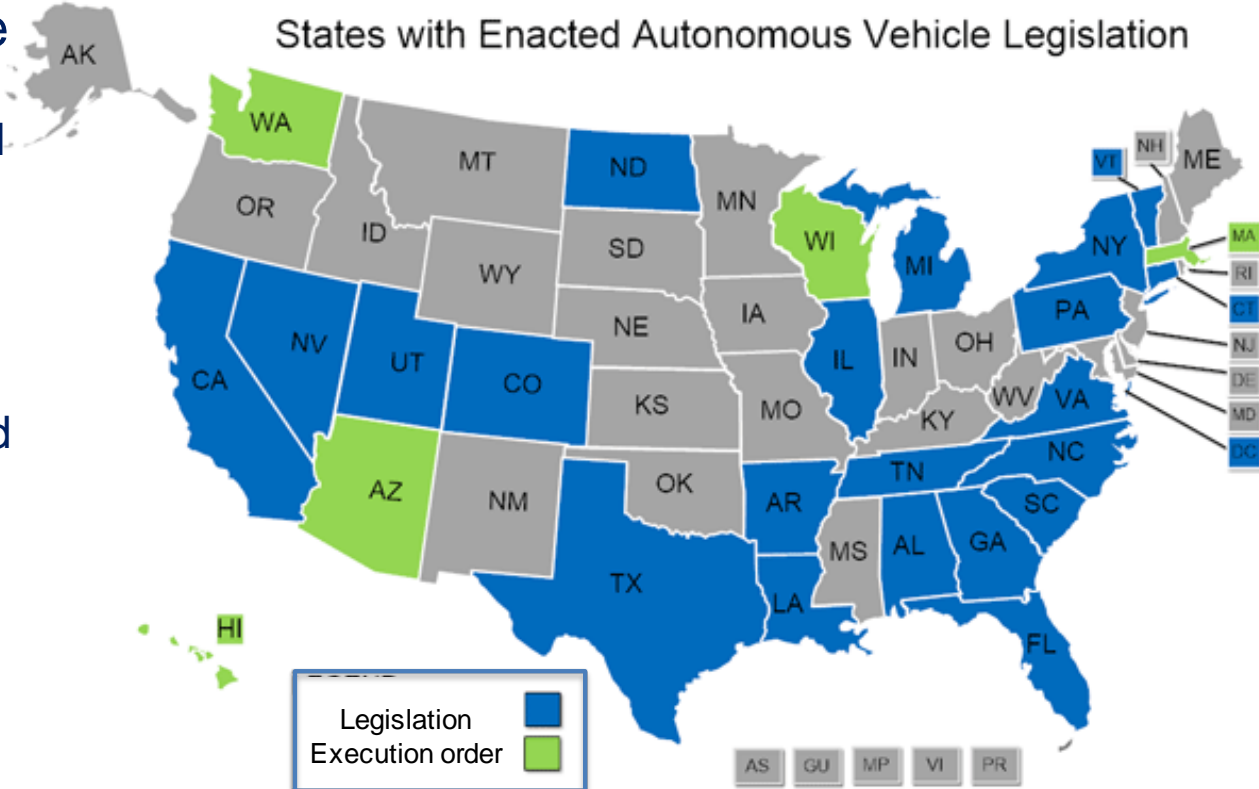 States with Enacted Autonomous Vehicle Legislation
AK
WA
MT
ND
MN
VT
NH
ME
OR
ID
SD
WI
NY
MA
WY
MI
RI
IA
PA
CT
NE
NV
UT
IL
IN
OH
NJ
CO
CA
DE
KS
MO
WV
VA
KY
MD
NC
DC
TN
AZ
NM
OK
AR
SC
MS
AL
GA
TX
LA
HI
FL
Legislation
Execution order
AS
GU
MP
VI
PR